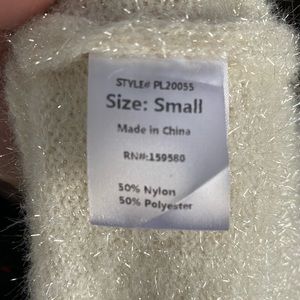 STYLE# PL20055
Size: Small
Made in China
RN#:159580
50% Nylon
50% Polyester